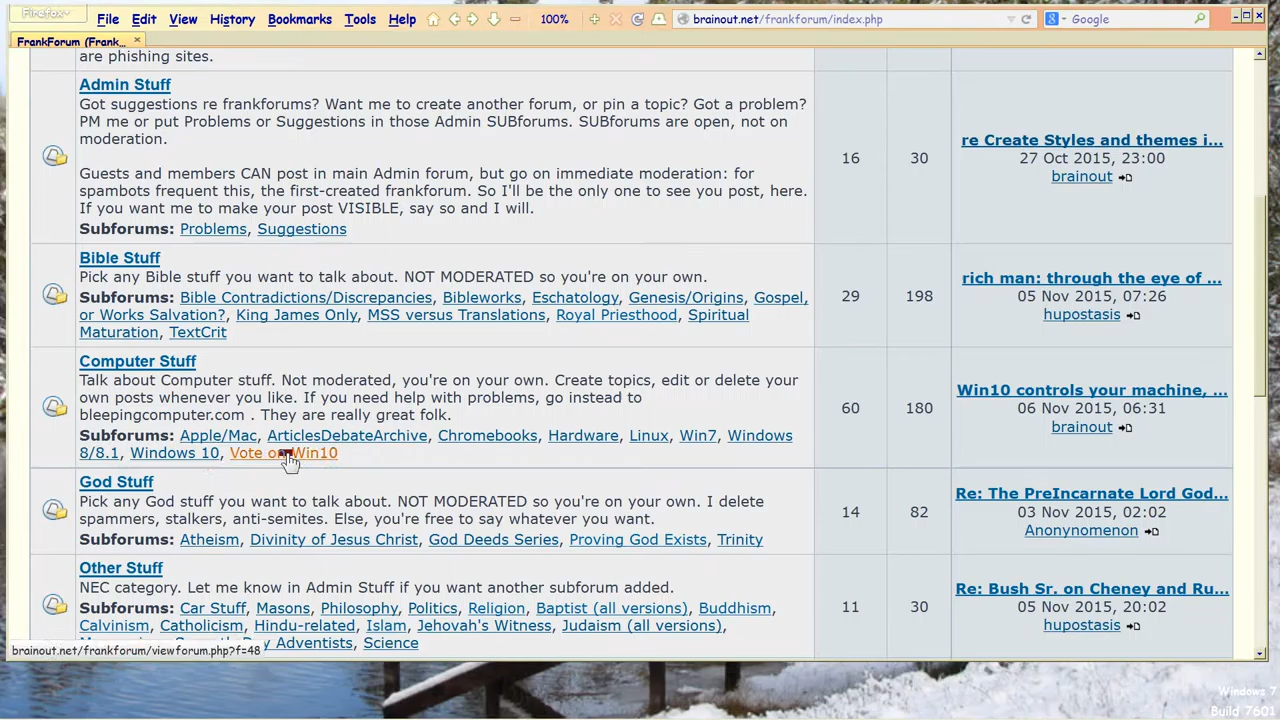 Firefox
File Edit View History Bookmarks Tools Help 100% brainout.net/frankforum/index.php Google
FrankForum (Frank...
are phishing sites.
Admin Stuff
Got suggestions re frankforums? Want me to create another forum, or pin a topic? Got a problem?
PM me or put Problems or Suggestions in those Admin SUBforums. SUBforums are open, not on
moderation.
Guests and members CAN post in main Admin forum, but go on immediate moderation: for
spambots frequent this, the first-created frankforum. So I'll be the only one to see you post, here.
If you want me to make your post VISIBLE, say so and I will.
Subforums: Problems, Suggestions
16
30
re Create Styles and themes i...
27 Oct 2015, 23:00
brainout
Bible Stuff
Pick any Bible stuff you want to talk about. NOT MODERATED so you're on your own.
Subforums: Bible Contradictions/Discrepancies, Bibleworks, Eschatology, Genesis/Origins, Gospel,
or Works Salvation?, King James Only, MSS versus Translations, Royal Priesthood, Spiritual
Maturation, TextCrit
29
198
rich man: through the eye of ...
05 Nov 2015, 07:26
hupostasis
Computer Stuff
Talk about Computer stuff. Not moderated, you're on your own. Create topics, edit or delete your
own posts whenever you like. If you need help with problems, go instead to
bleepingcomputer.com . They are really great folk.
Subforums: Apple/Mac, ArticlesDebateArchive, Chromebooks, Hardware, Linux, Win7, Windows
8/8.1, Windows 10, Vote on Win10
60
180
Win10 controls your machine, ...
06 Nov 2015, 06:31
brainout
God Stuff
Pick any God stuff you want to talk about. NOT MODERATED so you're on your own. I delete
spammers, stalkers, anti-semites. Else, you're free to say whatever you want.
Subforums: Atheism, Divinity of Jesus Christ, God Deeds Series, Proving God Exists, Trinity
14
82
Re: The PreIncarnate Lord God...
03 Nov 2015, 02:02
Anonynomenon
Other Stuff
NEC category. Let me know in Admin Stuff if you want another subforum added.
Subforums: Car Stuff, Masons, Philosophy, Politics, Religion, Baptist (all versions), Buddhism,
Calvinism, Catholicism, Hindu-related, Islam, Jehovah's Witness, Judaism (all versions),
Day Adventists, Science
11
30
Re: Bush Sr. on Cheney and Ru...
05 Nov 2015, 20:02
hupostasis
brainout.net/frankforum/viewforum.php?f=48
Windows 7
Build 7601